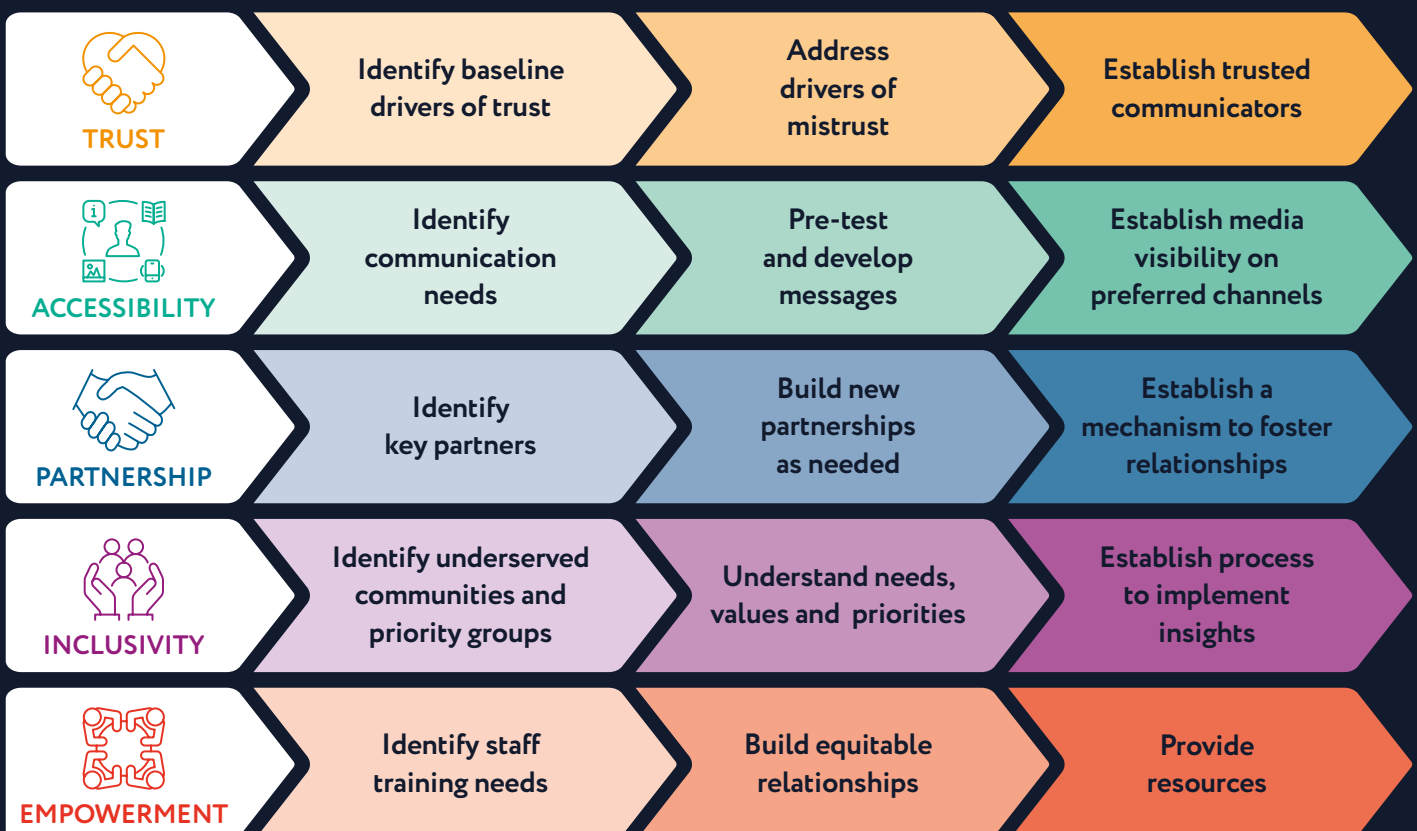 TRUST
Identify baseline
drivers of trust
Address
drivers of
mistrust
Establish trusted
communicators
i
ACCESSIBILITY
Identify
communication
needs
Pre-test
and develop
messages
Establish media
visibility on
preferred channels
PARTNERSHIP
Identify
key partners
Build new
partnerships
as needed
Establish a
mechanism to foster
relationships
INCLUSIVITY
Identify underserved
communities and
priority groups
Understand needs,
values and  priorities
Establish process
to implement
insights
EMPOWERMENT
Identify staff
training needs
Build equitable
relationships
Provide
resources